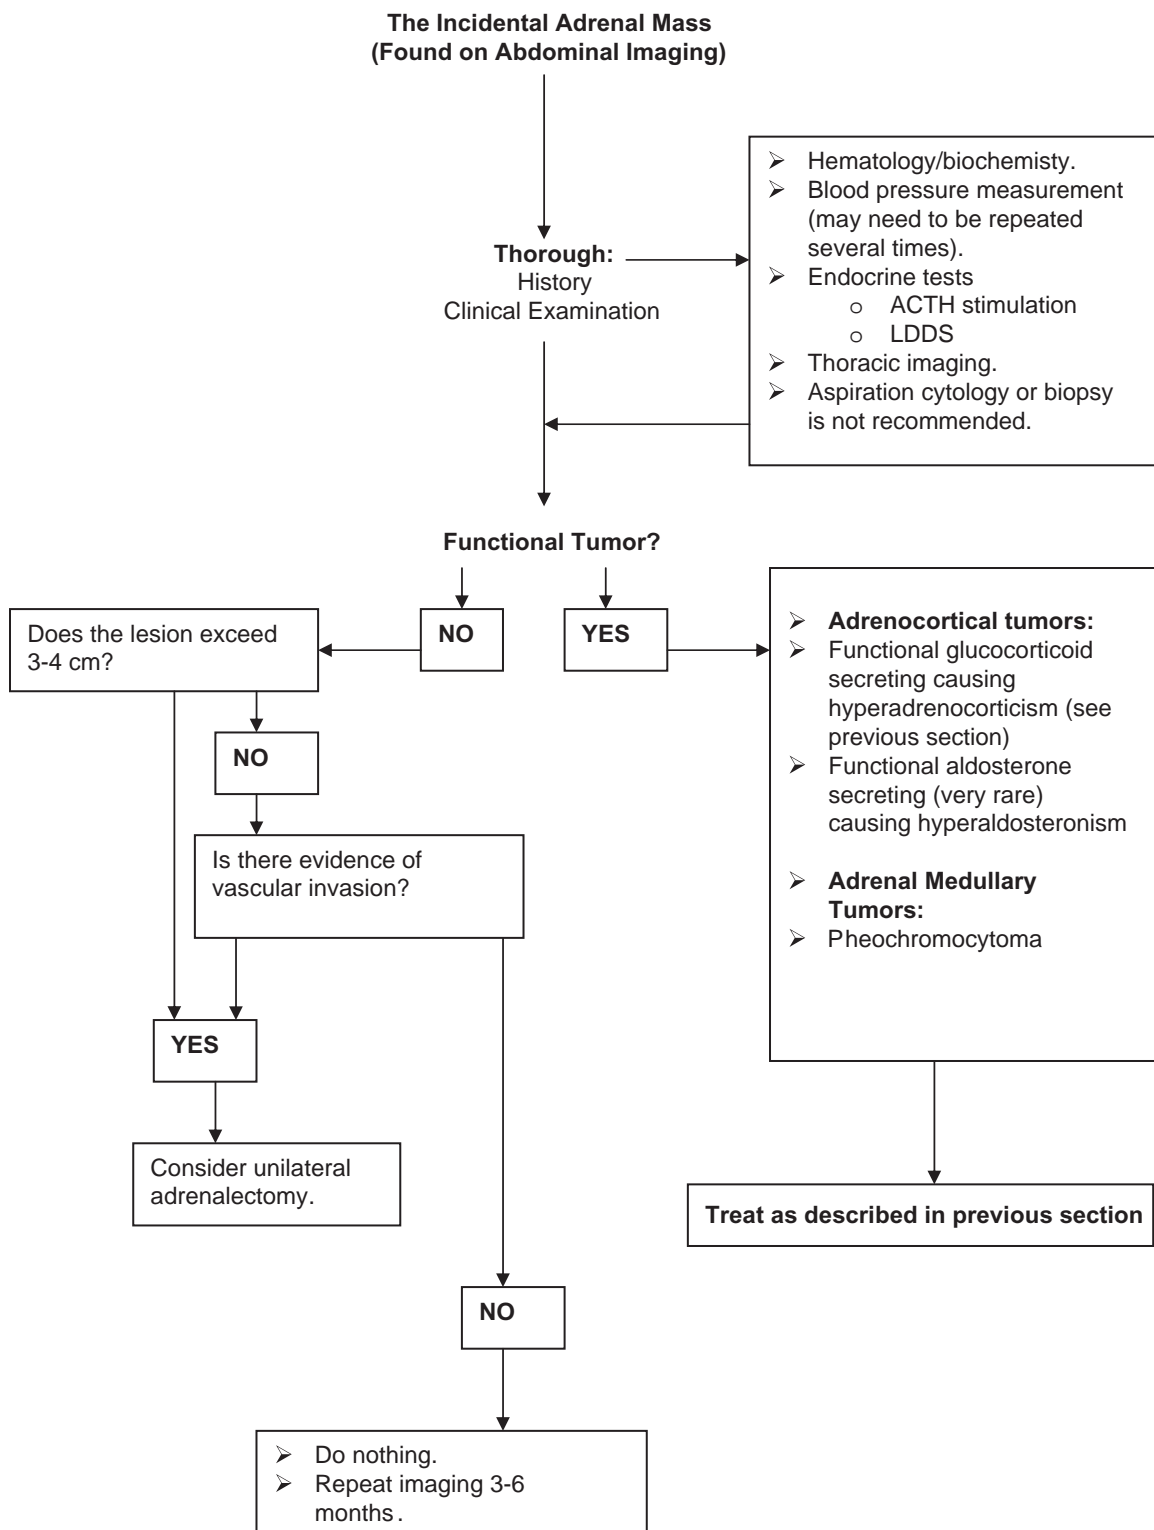 The Incidental Adrenal Mass
(Found on Abdominal Imaging)
➢ Hematology/biochemisty.
➢ Blood pressure measurement
(may need to be repeated
several times).
➢ Endocrine tests
o ACTH stimulation
o LDDS
➢ Thoracic imaging.
➢ Aspiration cytology or biopsy
is not recommended.
Thorough:
History
Clinical Examination
Functional Tumor?
NO
YES
Does the lesion exceed
3-4 cm?
➢ Adrenocortical tumors:
➢ Functional glucocorticoid
secreting causing
hyperadrenocorticism (see
previous section)
➢ Functional aldosterone
secreting (very rare)
causing hyperaldosteronism
➢ Adrenal Medullary
Tumors:
➢ Pheochromocytoma
NO
Is there evidence of
vascular invasion?
YES
Consider unilateral
adrenalectomy.
Treat as described in previous section
NO
➢ Do nothing.
➢ Repeat imaging 3-6
months.